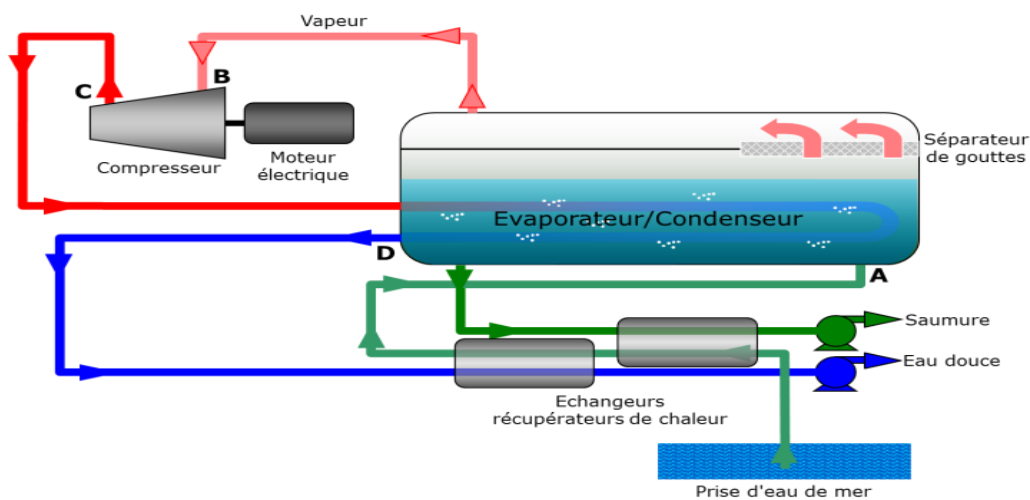 Vapeur
C
B
Compresseur
Moteur
électrique
Séparateur
de gouttes
Evaporateur/Condenseur
D
A
Saumure
Eau douce
Echangeurs
récupérateurs de chaleur
Prise d'eau de mer